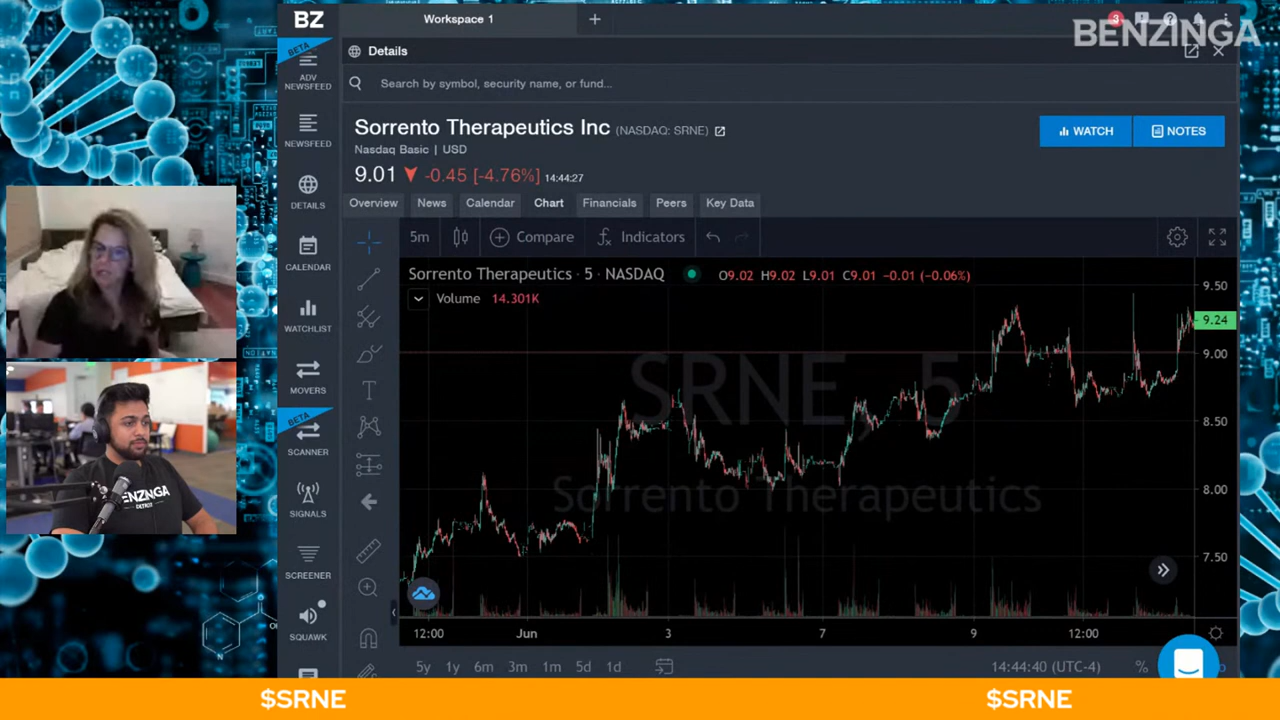 BZ
Workspace 1
+
3
BENZINGA
Details
Search by symbol, security name, or fund...
Sorrento Therapeutics Inc (NASDAQ: SRNE)
WATCH
NOTES
Nasdaq Basic | USD
9.01 -0.45 [-4.76%] 14:44:27
Overview News Calendar Chart Financials Peers Key Data
5m Compare Indicators
Sorrento Therapeutics · 5 · NASDAQ O9.02 H9.02 L9.01 C9.01 -0.01 (-0.06%)
Volume 14.301K
BETA
ADV
NEWSFEED
NEWSFEED
DETAILS
CALENDAR
WATCHLIST
MOVERS
BETA
SCANNER
SIGNALS
SCREENER
SQUAWK
T
SRNE, 5
Sorrento Therapeutics
9.50
9.24
9.00
8.50
8.00
7.50
12:00 Jun 3 7 9 12:00
5y 1y 6m 3m 1m 5d 1d
14:44:40 (UTC-4) %
BENZINGA
DETROIT
N
$SRNE
$SRNE